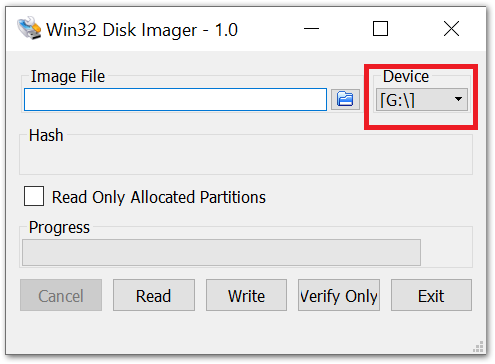 Win32 Disk Imager - 1.0
Image File
Device
[G:\]
Hash
Read Only Allocated Partitions
Progress
Cancel Read Write Verify Only Exit